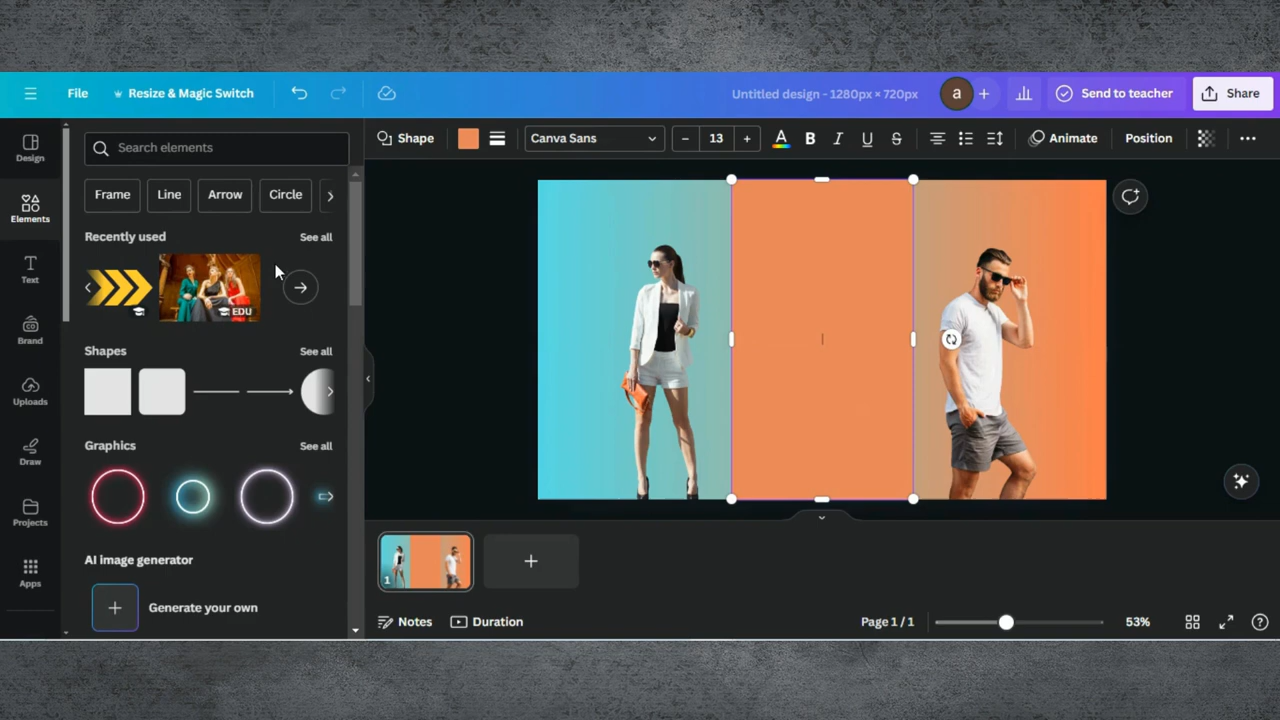 File
Resize & Magic Switch
Untitled design - 1280px × 720px
a
Send to teacher
Share
Design
Elements
Text
Brand
CO
Uploads
Draw
Projects
Apps
Search elements
Frame
Line
Arrow
Circle
Recently used
See all
EDU
Shapes
See all
Graphics
See all
AI image generator
Generate your own
Shape
Canva Sans
13
A
B
I
U
S
Animate
Position
1
Notes
Duration
Page 1 / 1
53%